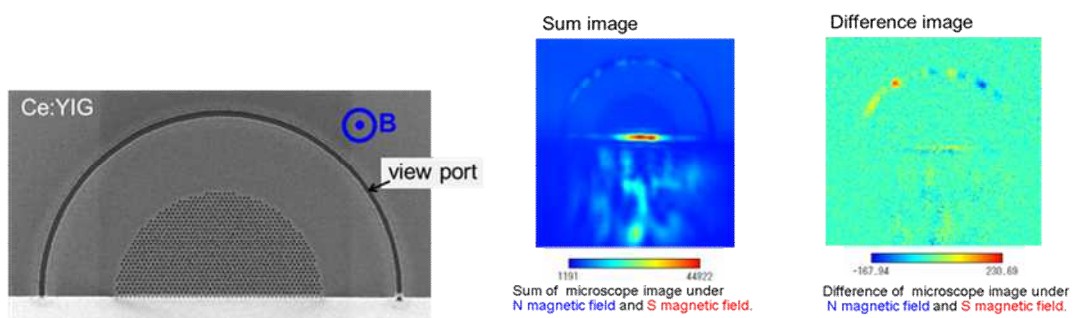 Ce:YIG
B
view port
Sum image
1191
44822
Sum of microscope image under
N magnetic field and S magnetic field.
Difference image
-167.94
230.69
Difference of microscope image under
N magnetic field and S magnetic field.